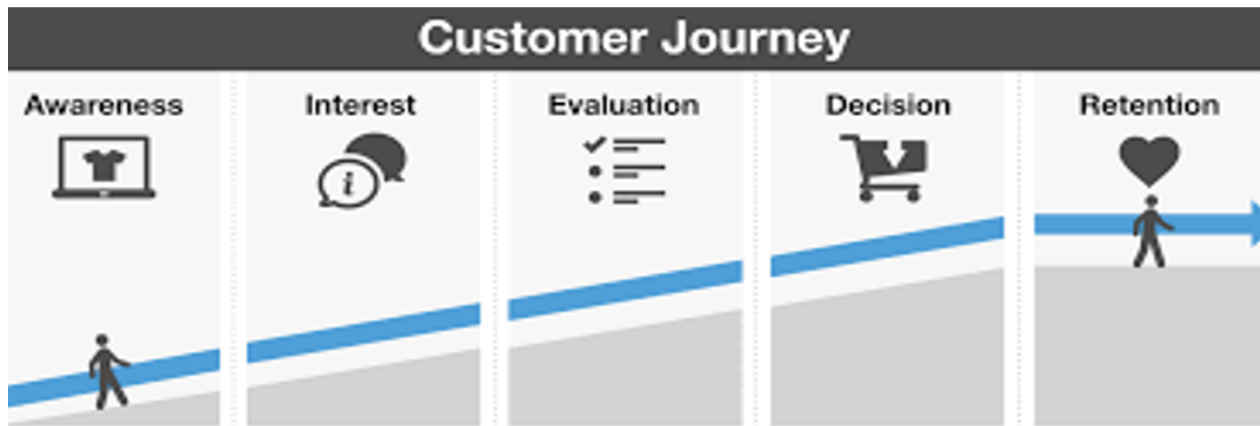 Customer Journey
Awareness
Interest
Evaluation
Decision
Retention
i